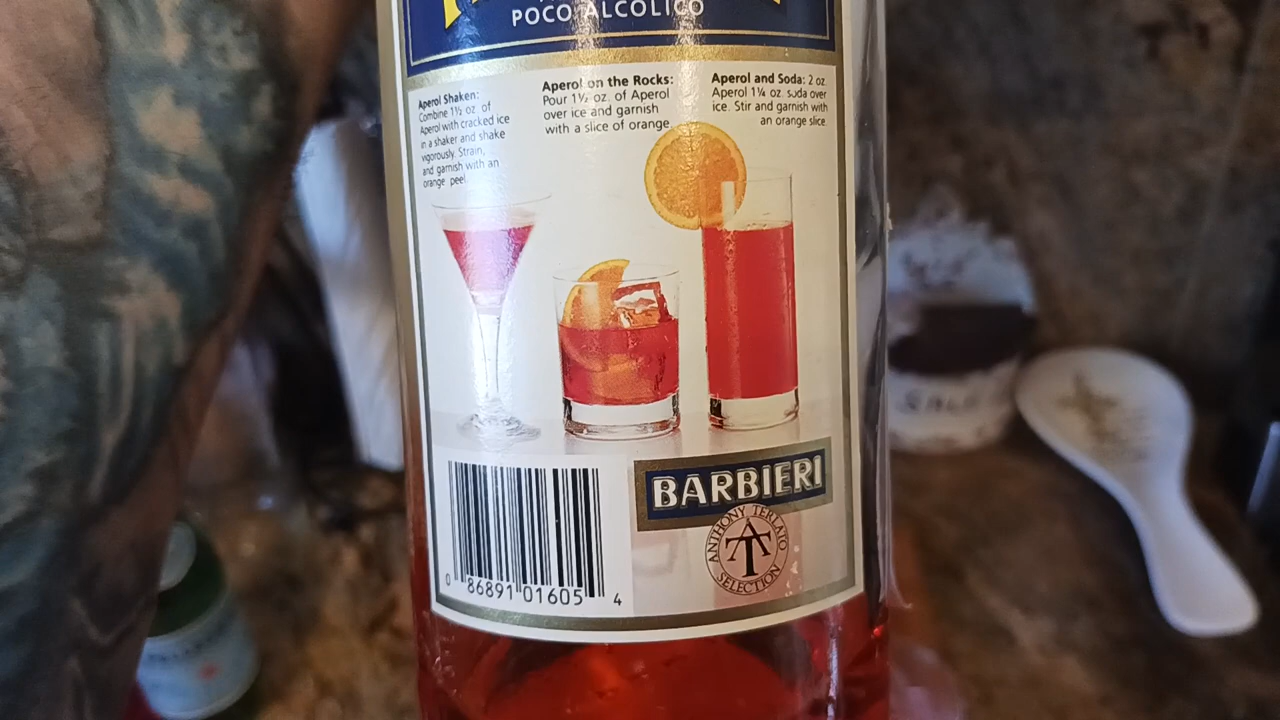 POCO ALCOLICO
Aperol Shaken:
Combine 1½ oz. of
Aperol with cracked ice
in a shaker and shake
vigorously. Strain,
and garnish with an
orange peel.
Aperol on the Rocks:
Pour 1½ oz. of Aperol
over ice and garnish
with a slice of orange.
Aperol and Soda: 2 oz.
Aperol 1¼ oz. soda over
ice. Stir and garnish with
an orange slice.
BARBIERI
ANTHONY TERLATO
AT
SELECTION
0 86891 01605 4